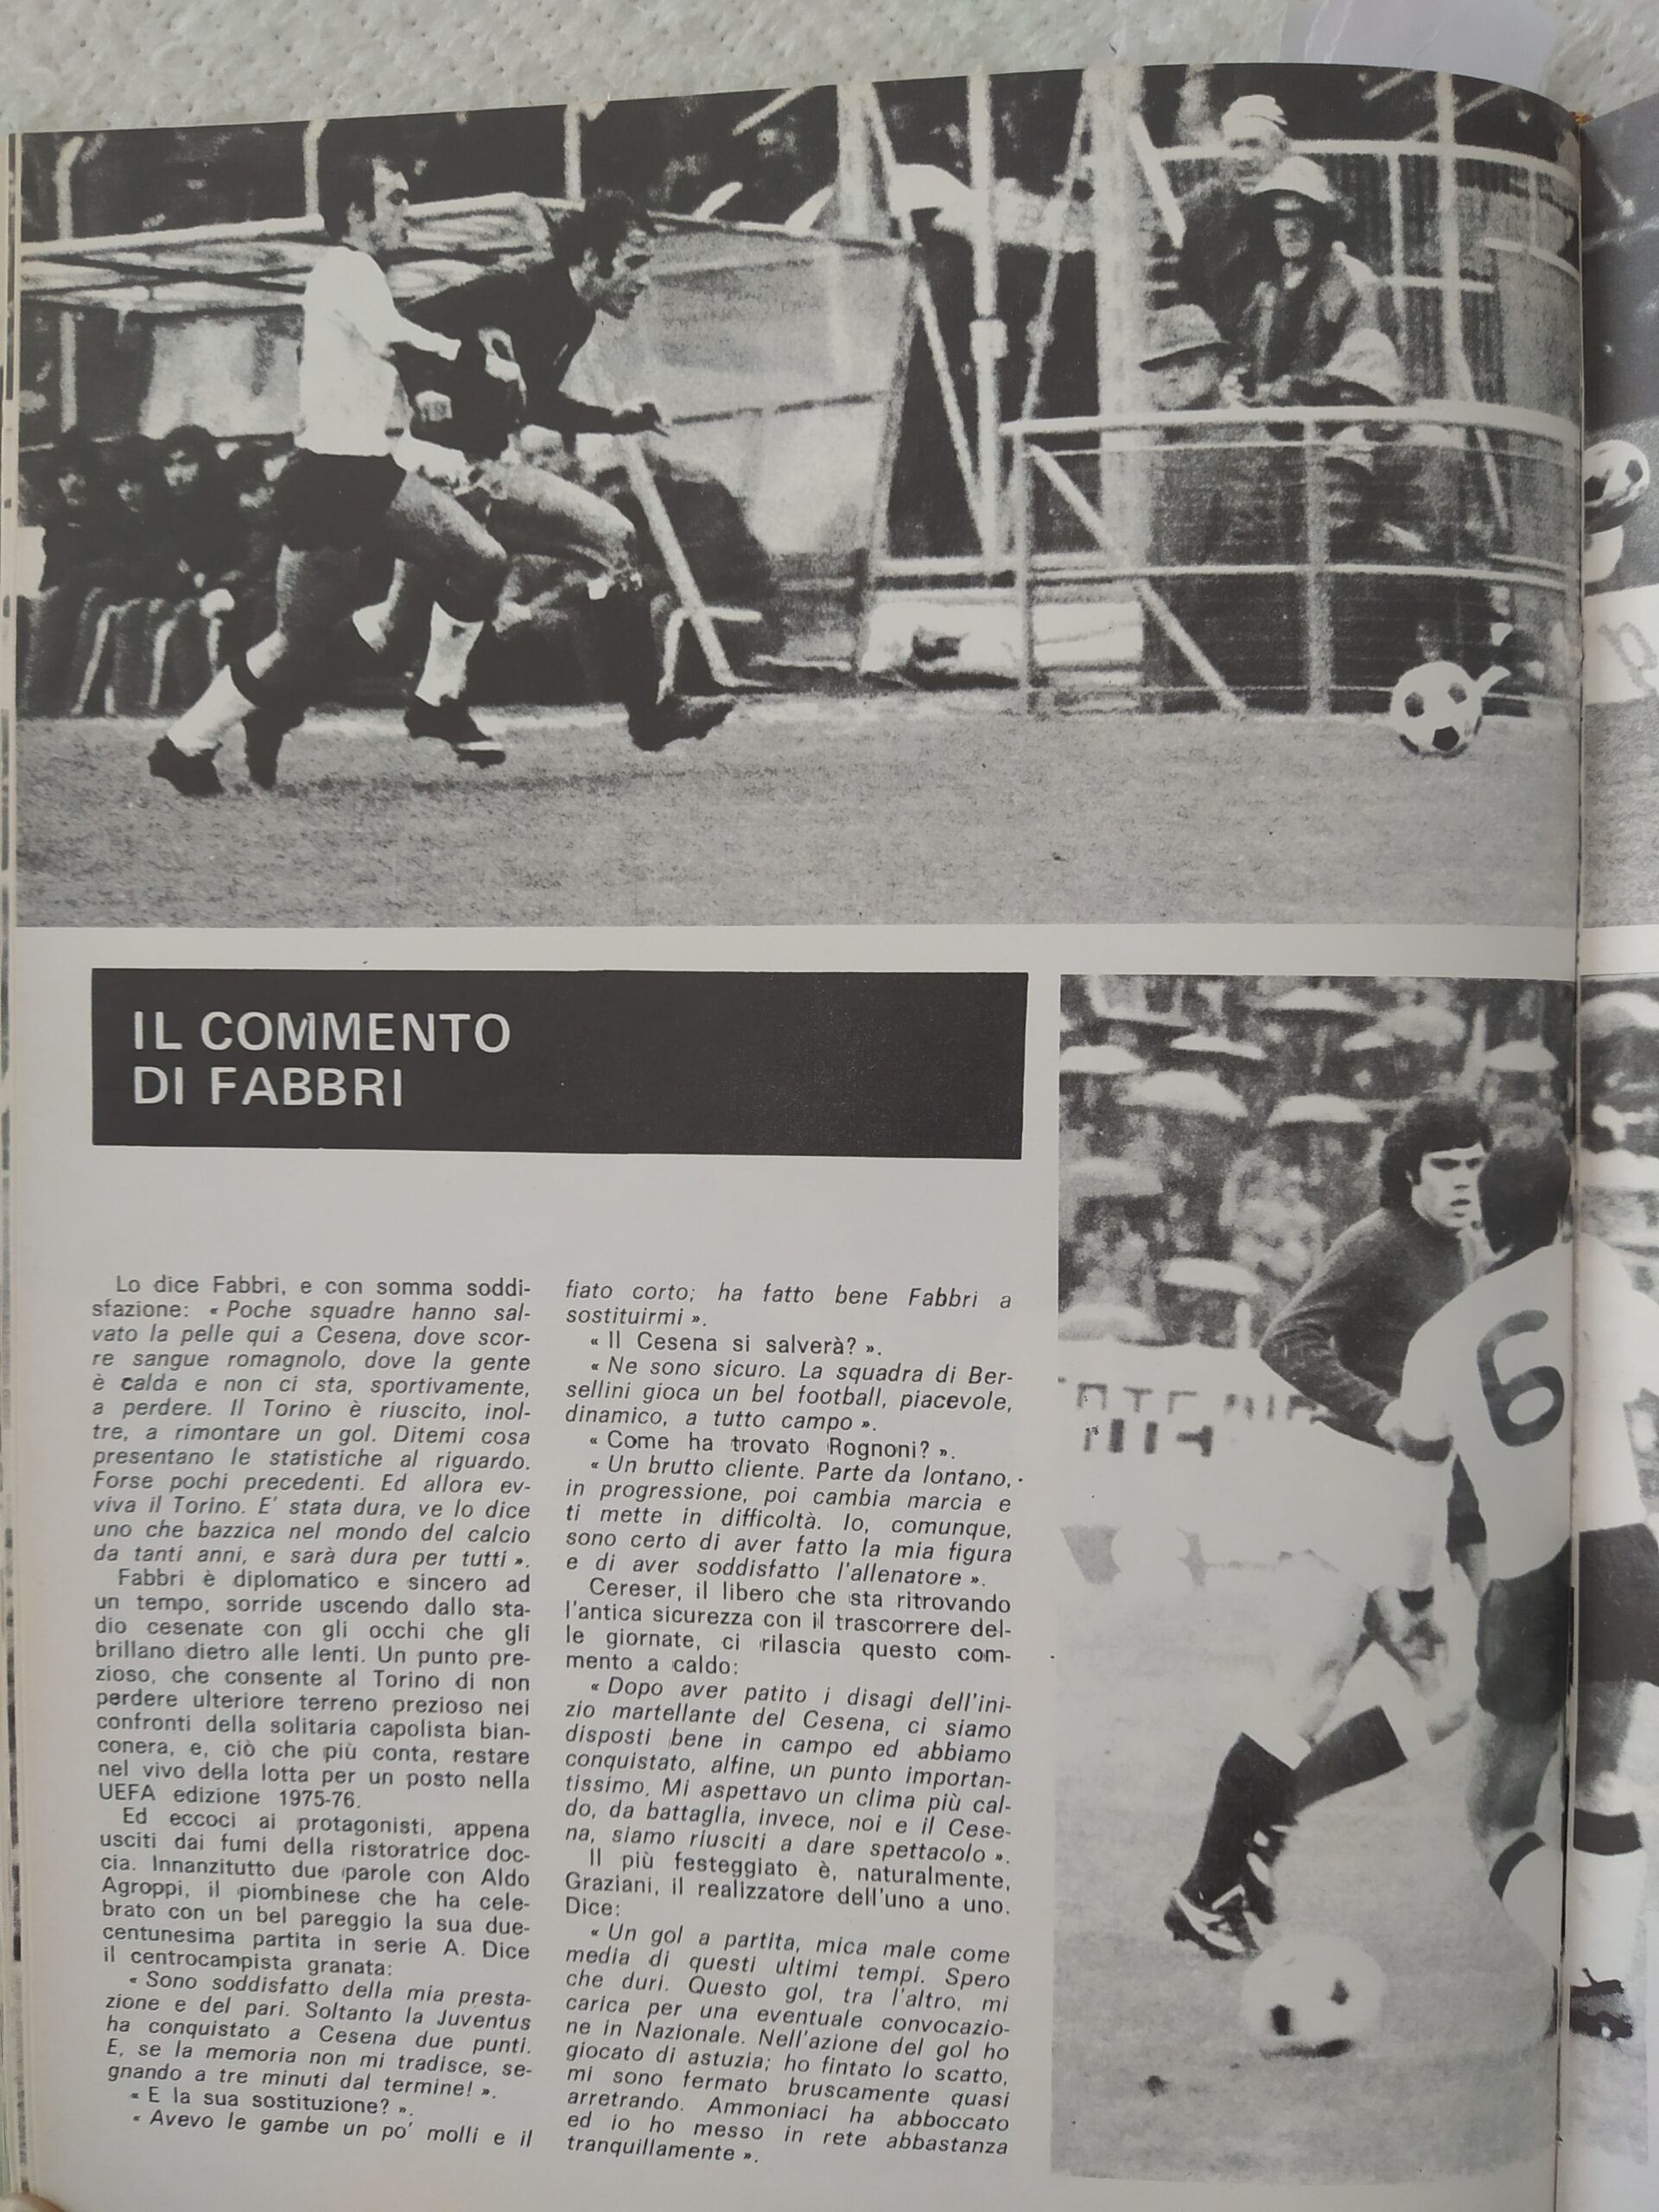 IL COMMENTO
DI FABBRI
Lo dice Fabbri, e con somma soddi-
sfazione: « Poche squadre hanno sal-
vato la pelle qui a Cesena, dove scor-
re sangue romagnolo, dove la gente
è calda e non ci sta, sportivamente,
a perdere. Il Torino è riuscito, inol-
tre, a rimontare un gol. Ditemi cosa
presentano le statistiche al riguardo.
Forse pochi precedenti. Ed allora ev-
viva il Torino. E' stata dura, ve lo dice
uno che bazzica nel mondo del calcio
da tanti anni, e sarà dura per tutti ».
Fabbri è diplomatico e sincero ad
un tempo, sorride uscendo dallo sta-
dio cesenate con gli occhi che gli
brillano dietro alle lenti. Un punto pre-
zioso, che consente al Torino di non
perdere ulteriore terreno prezioso nei
confronti della solitaria capolista bian-
conera, e, ciò che più conta, restare
nel vivo della lotta per un posto nella
UEFA edizione 1975-76.
Ed eccoci ai protagonisti, appena
usciti dai fumi della ristoratrice doc-
cia. Innanzitutto due parole con Aldo
Agroppi, il piombinese che ha cele-
brato con un bel pareggio la sua due-
centunesima partita in serie A. Dice
il centrocampista granata:
« Sono soddisfatto della mia presta-
zione e del pari. Soltanto la Juventus
ha conquistato a Cesena due punti.
E, se la memoria non mi tradisce, se-
gnando a tre minuti dal termine! ».
« E la sua sostituzione? ».
« Avevo le gambe un po' molli e il
fiato corto; ha fatto bene Fabbri a
sostituirmi ».
« Il Cesena si salverà? ».
« Ne sono sicuro. La squadra di Ber-
sellini gioca un bel football, piacevole,
dinamico, a tutto campo ».
« Come ha trovato Rognoni? ».
« Un brutto cliente. Parte da lontano,
in progressione, poi cambia marcia e
ti mette in difficoltà. Io, comunque,
sono certo di aver fatto la mia figura
e di aver soddisfatto l'allenatore ».
Cereser, il libero che sta ritrovando
l'antica sicurezza con il trascorrere del-
le giornate, ci rilascia questo com-
mento a caldo:
« Dopo aver patito i disagi dell'ini-
zio martellante del Cesena, ci siamo
disposti bene in campo ed abbiamo
conquistato, alfine, un punto importan-
tissimo. Mi aspettavo un clima più cal-
do, da battaglia, invece, noi e il Cese-
na, siamo riusciti a dare spettacolo ».
Il più festeggiato è, naturalmente,
Graziani, il realizzatore dell'uno a uno.
Dice:
« Un gol a partita, mica male come
media di questi ultimi tempi. Spero
che duri. Questo gol, tra l'altro, mi
carica per una eventuale convocazio-
ne in Nazionale. Nell'azione del gol ho
giocato di astuzia; ho fintato lo scatto,
mi sono fermato bruscamente quasi
arretrando. Ammoniaci ha abboccato
ed io ho messo in rete abbastanza
tranquillamente ».
6